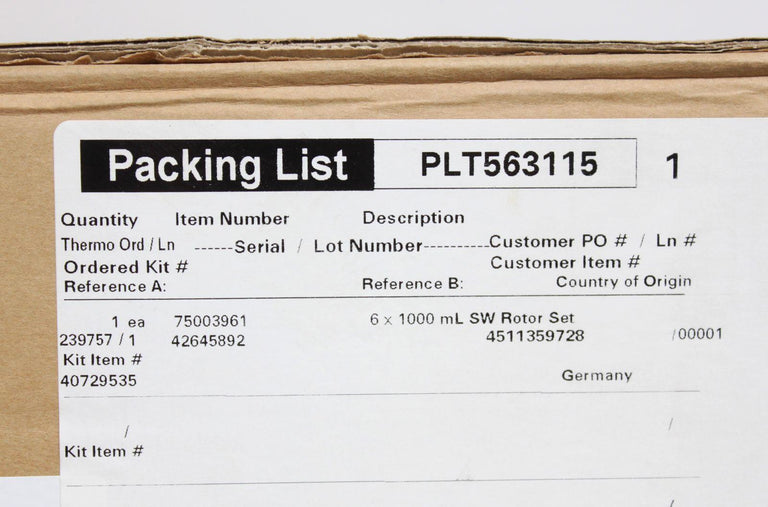 Packing List PLT563115 1
Quantity Item Number Description
Thermo Ord / Ln ------Serial / Lot Number----------Customer PO # / Ln #
Ordered Kit # Customer Item #
Reference A: Reference B: Country of Origin
1 ea 75003961 6 x 1000 mL SW Rotor Set
239757 / 1 42645892 4511359728 /00001
Kit Item #
40729535 Germany
/ /
Kit Item #
/